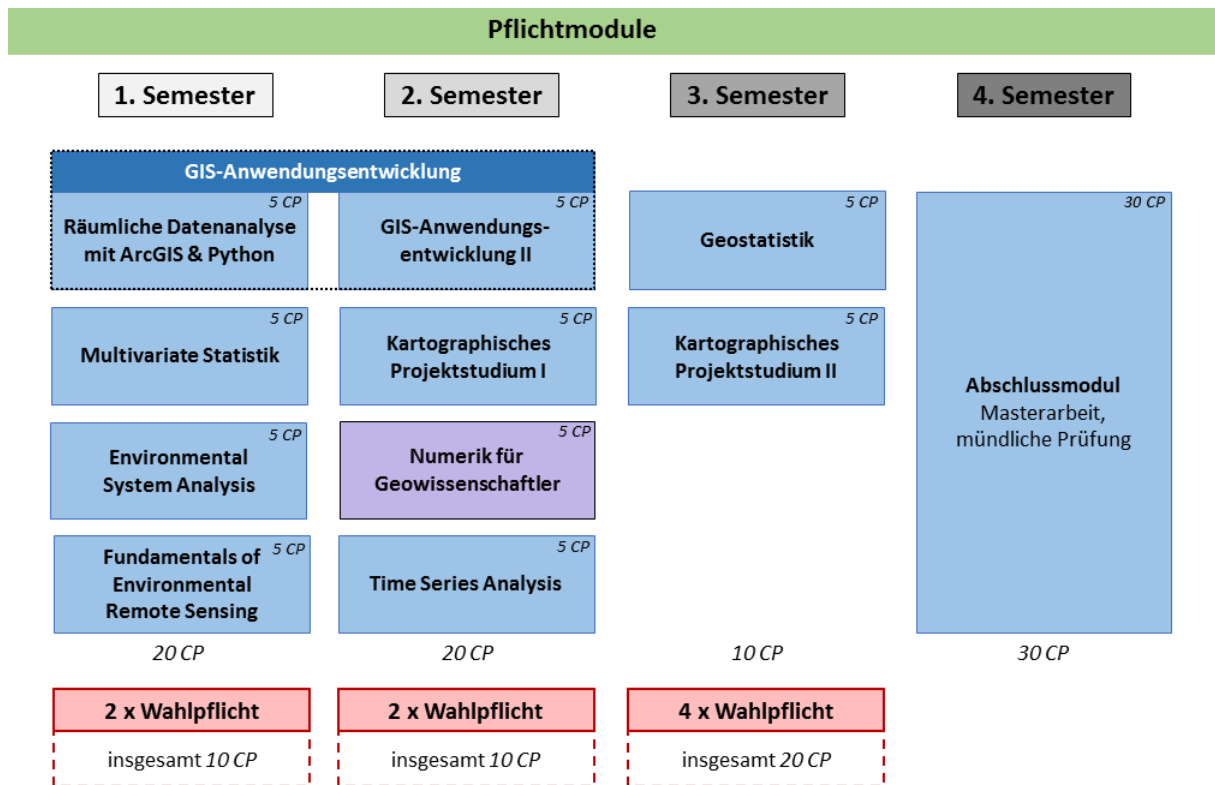 Pflichtmodule
1. Semester
2. Semester
3. Semester
4. Semester
GIS-Anwendungsentwicklung
5 CP
Räumliche Datenanalyse
mit ArcGIS & Python
5 CP
GIS-Anwendungs-
entwicklung II
5 CP
Geostatistik
30 CP
Abschlussmodul
Masterarbeit,
mündliche Prüfung
5 CP
Multivariate Statistik
5 CP
Kartographisches
Projektstudium I
5 CP
Kartographisches
Projektstudium II
5 CP
Environmental
System Analysis
5 CP
Numerik für
Geowissenschaftler
5 CP
Fundamentals of
Environmental
Remote Sensing
5 CP
Time Series Analysis
20 CP
20 CP
10 CP
30 CP
2 x Wahlpflicht
insgesamt 10 CP
2 x Wahlpflicht
insgesamt 10 CP
4 x Wahlpflicht
insgesamt 20 CP